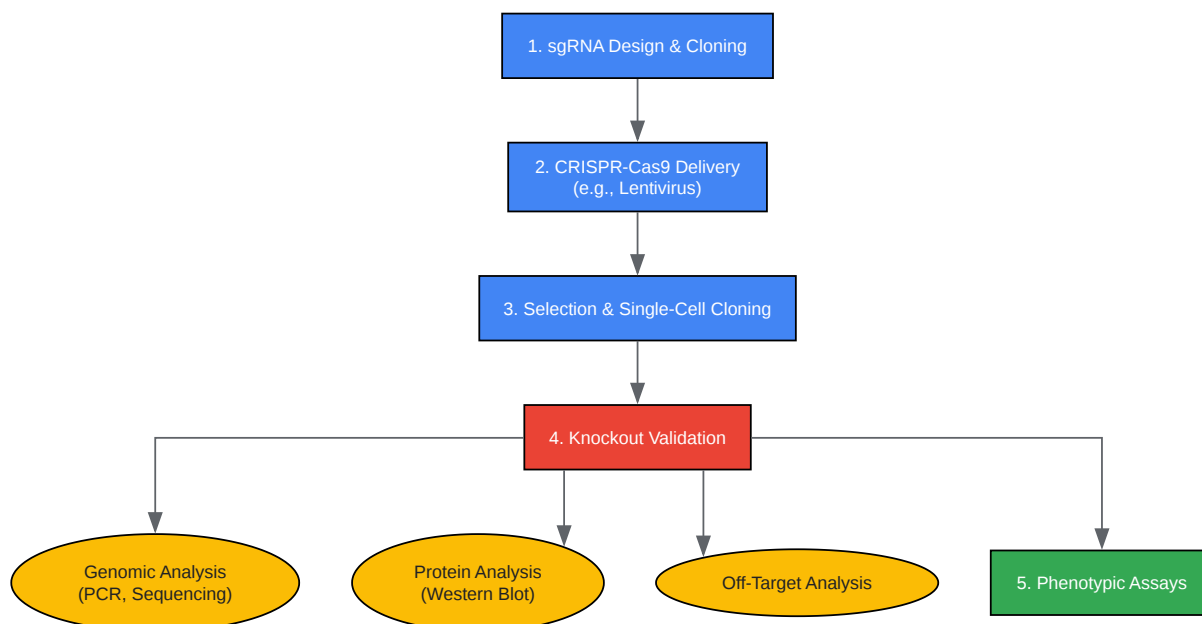 1. sgRNA Design & Cloning
2. CRISPR-Cas9 Delivery
(e.g., Lentivirus)
3. Selection & Single-Cell Cloning
4. Knockout Validation
Genomic Analysis
(PCR, Sequencing)
Protein Analysis
(Western Blot)
Off-Target Analysis
5. Phenotypic Assays